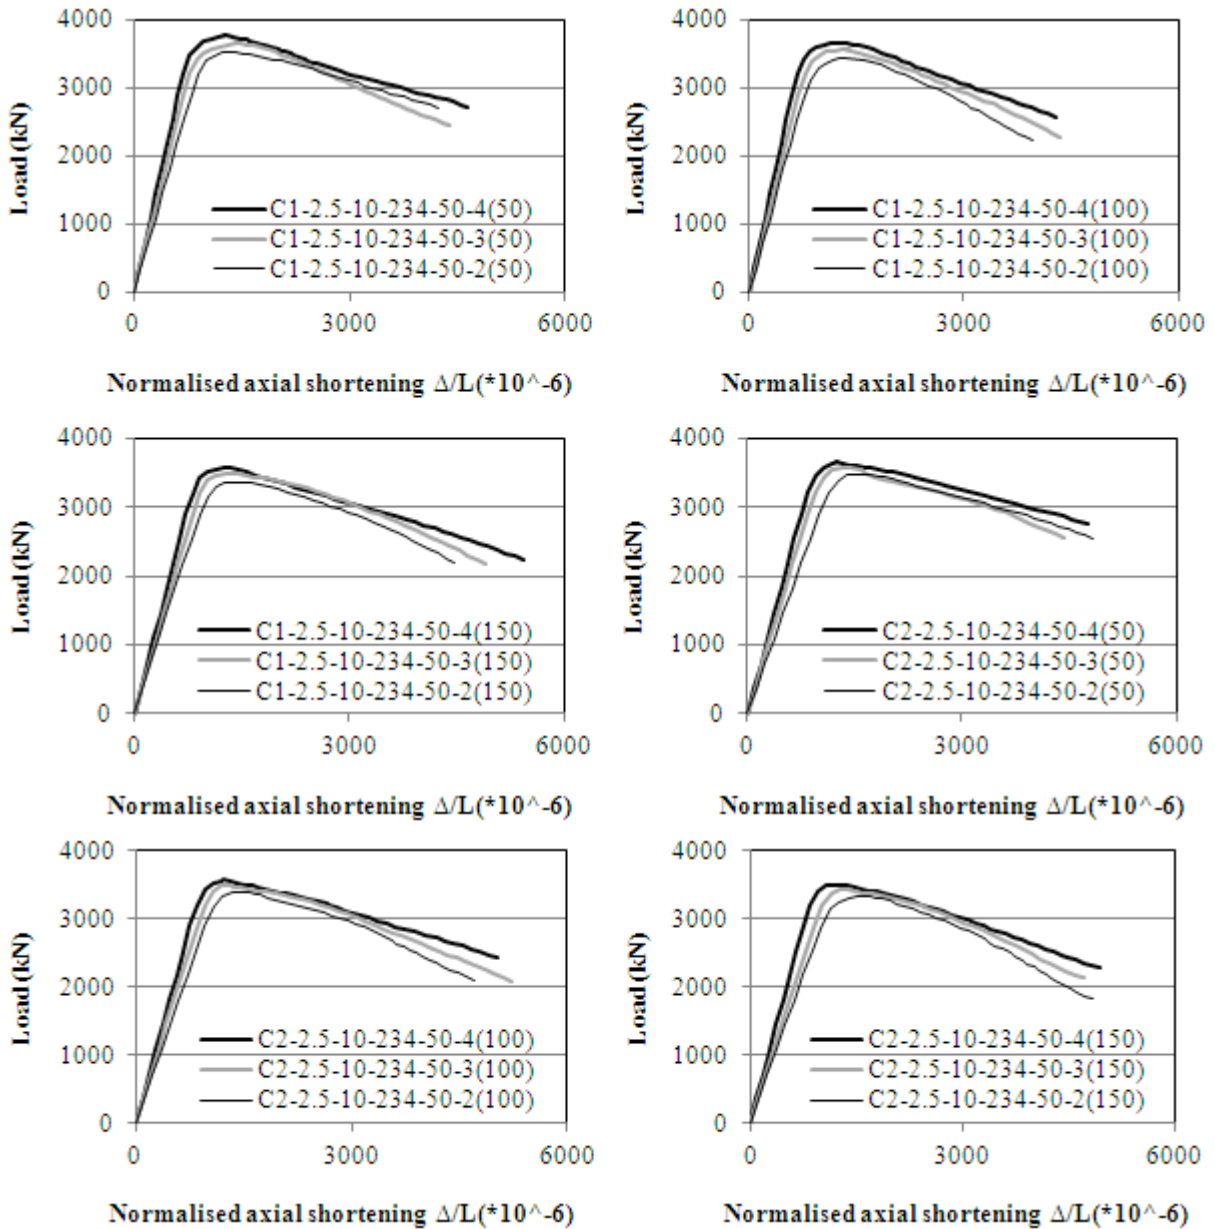 4000
3000
2000
1000
0
Load (kN)
C1-2.5-10-234-50-4(50)
C1-2.5-10-234-50-3(50)
C1-2.5-10-234-50-2(50)
0 3000 6000
Normalised axial shortening Δ/L(*10^-6)
4000
3000
2000
1000
0
Load (kN)
C1-2.5-10-234-50-4(100)
C1-2.5-10-234-50-3(100)
C1-2.5-10-234-50-2(100)
0 3000 6000
Normalised axial shortening Δ/L(*10^-6)
4000
3000
2000
1000
0
Load (kN)
C1-2.5-10-234-50-4(150)
C1-2.5-10-234-50-3(150)
C1-2.5-10-234-50-2(150)
0 3000 6000
Normalised axial shortening Δ/L(*10^-6)
4000
3000
2000
1000
0
Load (kN)
C2-2.5-10-234-50-4(50)
C2-2.5-10-234-50-3(50)
C2-2.5-10-234-50-2(50)
0 3000 6000
Normalised axial shortening Δ/L(*10^-6)
4000
3000
2000
1000
0
Load (kN)
C2-2.5-10-234-50-4(100)
C2-2.5-10-234-50-3(100)
C2-2.5-10-234-50-2(100)
0 3000 6000
Normalised axial shortening Δ/L(*10^-6)
4000
3000
2000
1000
0
Load (kN)
C2-2.5-10-234-50-4(150)
C2-2.5-10-234-50-3(150)
C2-2.5-10-234-50-2(150)
0 3000 6000
Normalised axial shortening Δ/L(*10^-6)